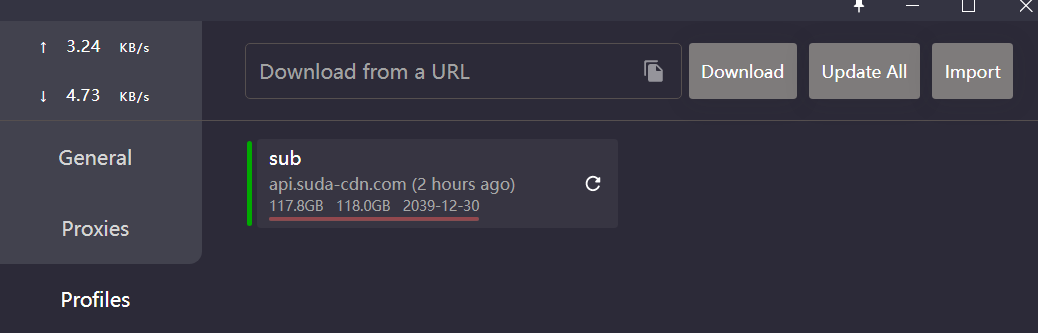 ↑ 3.24 KB/s
↓ 4.73 KB/s
General
Proxies
Profiles
Download from a URL
Download
Update All
Import
sub
api.suda-cdn.com (2 hours ago)
117.8GB 118.0GB 2039-12-30